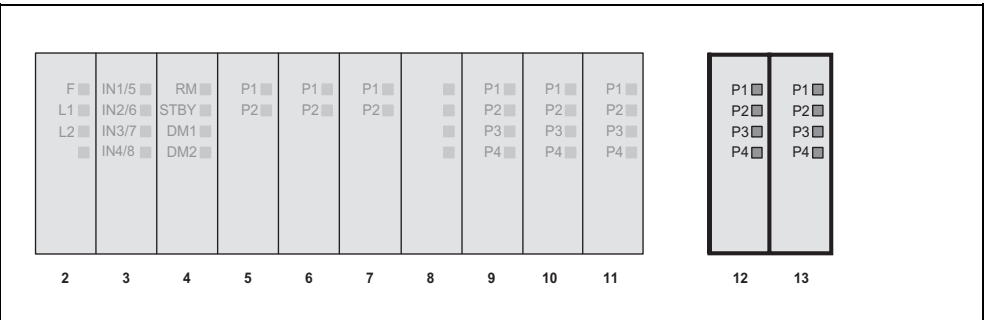 F IN1/5 RM P1 P1 P1 P1 P1 P1 P1 P1
L1 IN2/6 STBY P2 P2 P2 P2 P2 P2 P2 P2
L2 IN3/7 DM1 P3 P3 P3 P3 P3
IN4/8 DM2 P4 P4 P4 P4 P4
2 3 4 5 6 7 8 9 10 11 12 13